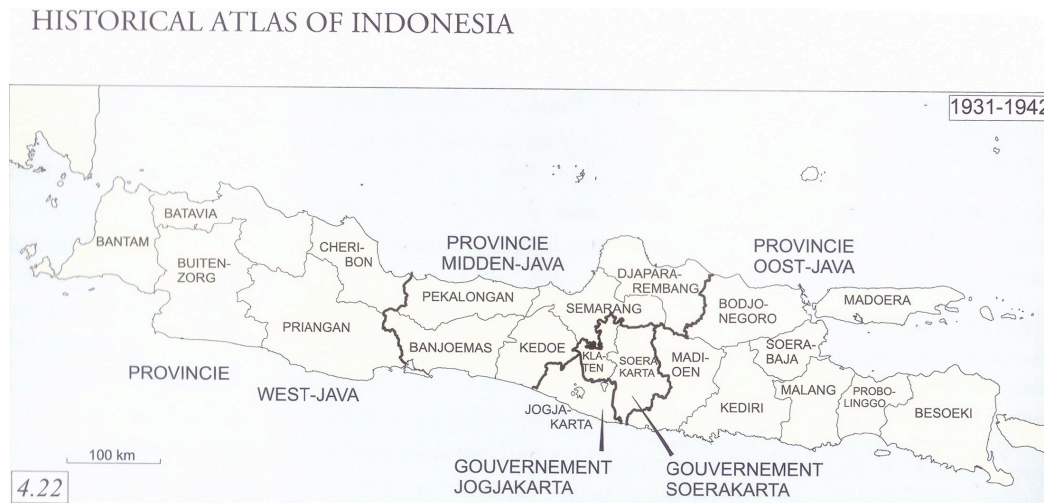 HISTORICAL ATLAS OF INDONESIA
1931-1942
BATAVIA
BANTAM
BUITEN-
ZORG
CHERI-
BON
PRIANGAN
PROVINCIE
WEST-JAVA
PROVINCIE
MIDDEN-JAVA
PEKALONGAN
BANJOEMAS
KEDOE
SEMARANG
DJAPARA-
REMBANG
KLA-
TEN
SOERA
KARTA
JOGJA-
KARTA
GOUVERNEMENT
JOGJAKARTA
GOUVERNEMENT
SOERAKARTA
PROVINCIE
OOST-JAVA
BODJO-
NEGORO
MADOERA
MADI-
OEN
SOERA-
BAJA
KEDIRI
MALANG
PROBO-
LINGGO
BESOEKI
100 km
4.22